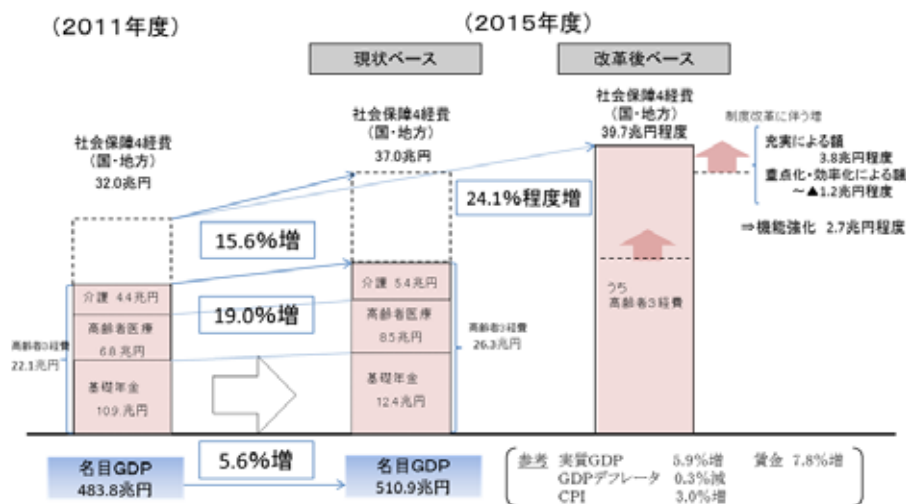 （2011年度）
（2015年度）
現状ベース
改革後ベース
社会保障4経費
（国・地方）
32.0兆円
社会保障4経費
（国・地方）
37.0兆円
社会保障4経費
（国・地方）
39.7兆円程度
制度改革に伴う増
充実による額
3.8兆円程度
重点化・効率化による額
～▲1.2兆円程度
⇒機能強化 2.7兆円程度
24.1%程度増
15.6%増
19.0%増
介護 4.4兆円
高齢者医療
6.8 兆円
基礎年金
10.9 兆円
高齢者3経費
22.1兆円
介護 5.4兆円
高齢者医療
8.5 兆円
基礎年金
12.4兆円
高齢者3経費
26.3兆円
うち
高齢者3経費
名目GDP
483.8兆円
5.6%増
名目GDP
510.9兆円
参考 実質GDP 5.9%増 賃金 7.8%増
GDPデフレータ 0.3%減
CPI 3.0%増